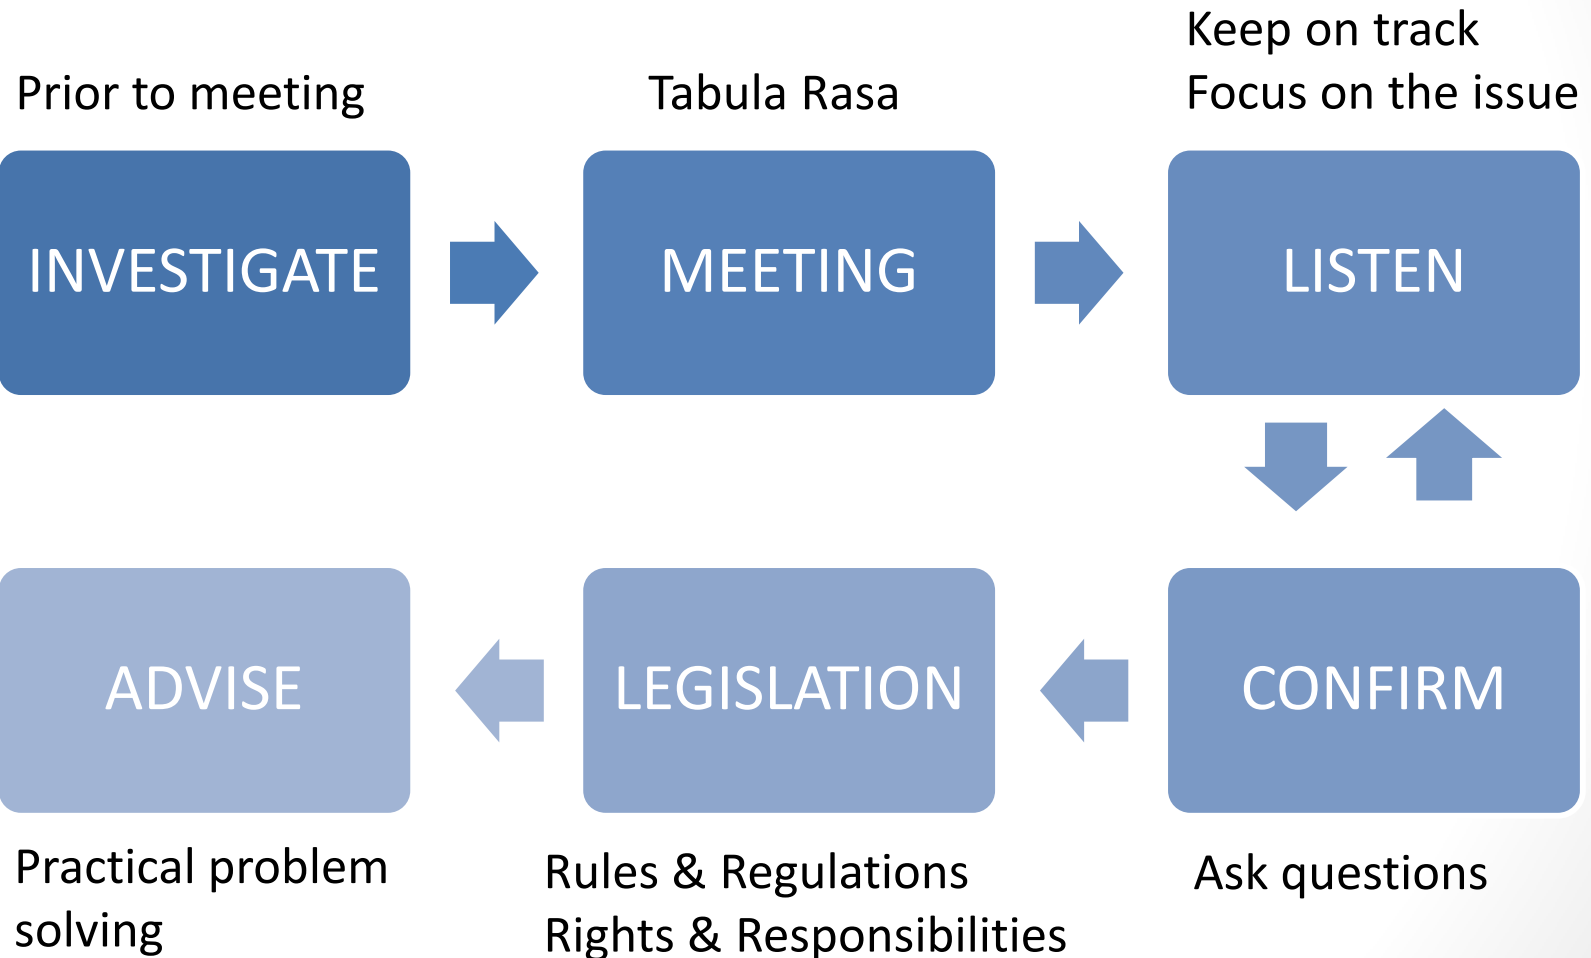 Prior to meeting
INVESTIGATE
Tabula Rasa
MEETING
Keep on track
Focus on the issue
LISTEN
CONFIRM
Ask questions
LEGISLATION
Rules & Regulations
Rights & Responsibilities
ADVISE
Practical problem
solving